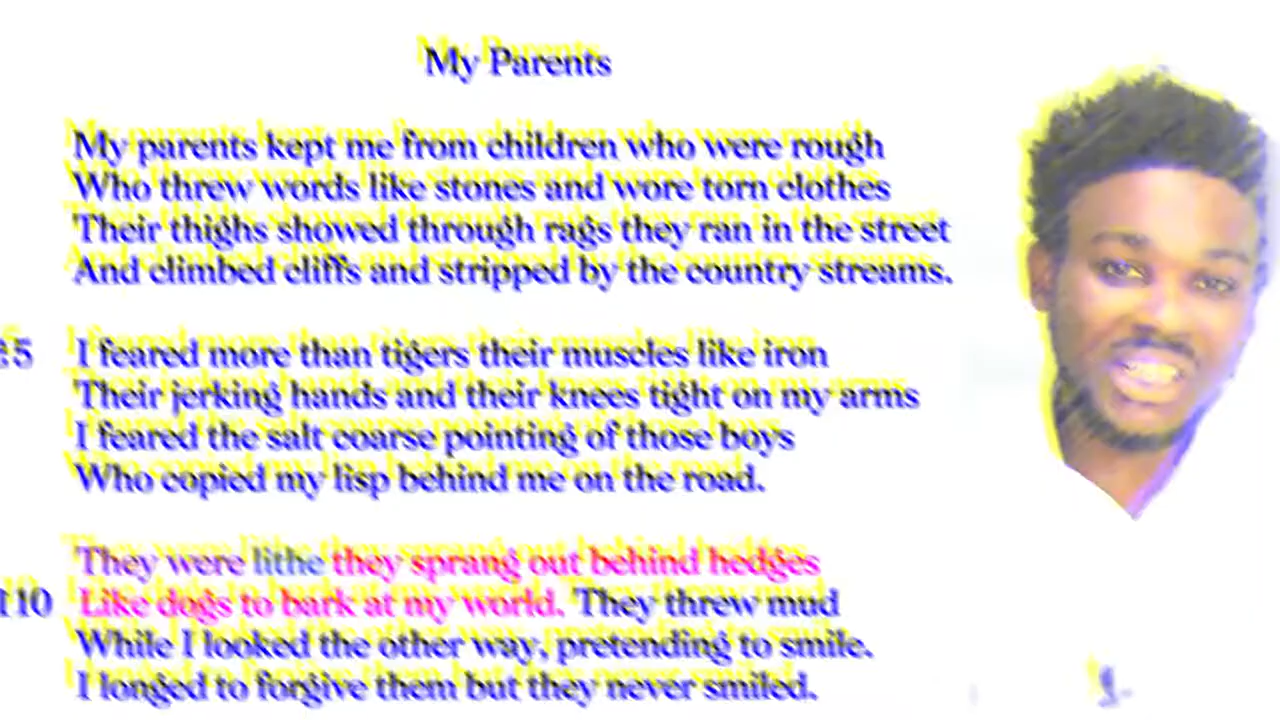 My Parents
My parents kept me from children who were rough
Who threw words like stones and wore torn clothes
Their thighs showed through rags they ran in the street
And climbed cliffs and stripped by the country streams.
5 I feared more than tigers their muscles like iron
Their jerking hands and their knees tight on my arms
I feared the salt coarse pointing of those boys
Who copied my lisp behind me on the road.
They were lithe they sprang out behind hedges
10 Like dogs to bark at my world. They threw mud
While I looked the other way, pretending to smile.
I longed to forgive them but they never smiled.